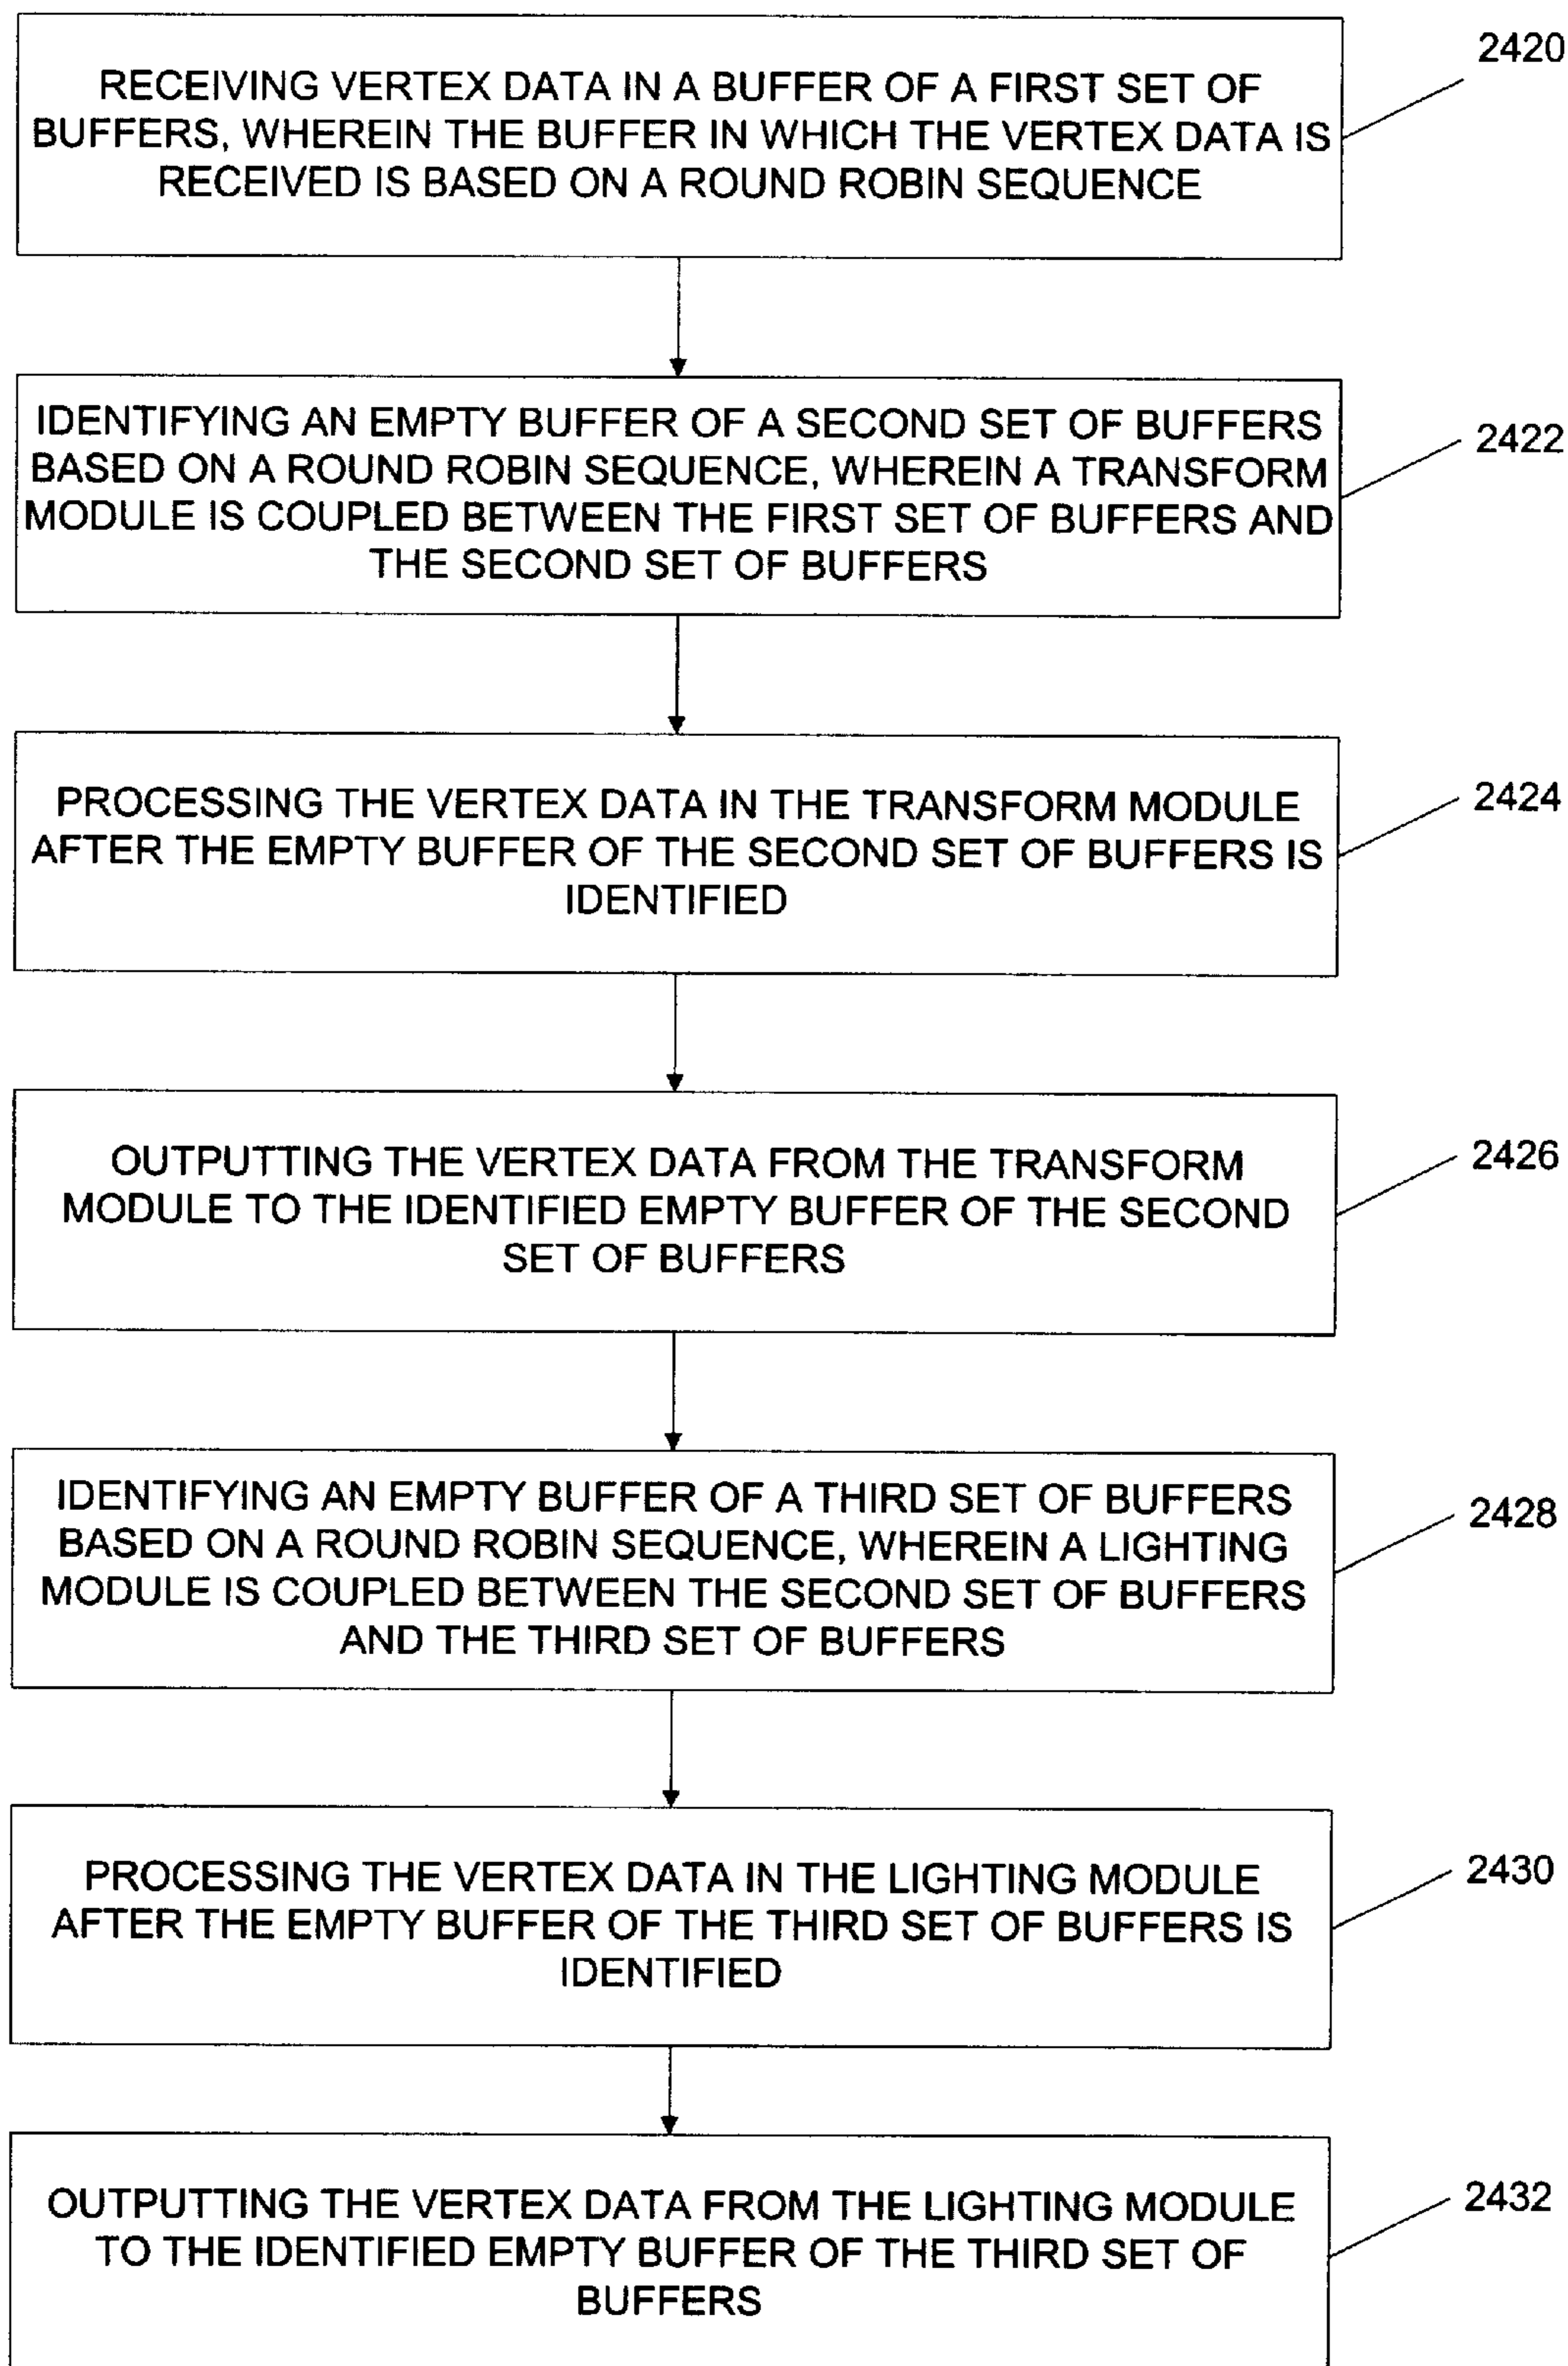 2420
RECEIVING VERTEX DATA IN A BUFFER OF A FIRST SET OF
BUFFERS, WHEREIN THE BUFFER IN WHICH THE VERTEX DATA IS
RECEIVED IS BASED ON A ROUND ROBIN SEQUENCE
2422
IDENTIFYING AN EMPTY BUFFER OF A SECOND SET OF BUFFERS
BASED ON A ROUND ROBIN SEQUENCE, WHEREIN A TRANSFORM
MODULE IS COUPLED BETWEEN THE FIRST SET OF BUFFERS AND
THE SECOND SET OF BUFFERS
2424
PROCESSING THE VERTEX DATA IN THE TRANSFORM MODULE
AFTER THE EMPTY BUFFER OF THE SECOND SET OF BUFFERS IS
IDENTIFIED
2426
OUTPUTTING THE VERTEX DATA FROM THE TRANSFORM
MODULE TO THE IDENTIFIED EMPTY BUFFER OF THE SECOND
SET OF BUFFERS
2428
IDENTIFYING AN EMPTY BUFFER OF A THIRD SET OF BUFFERS
BASED ON A ROUND ROBIN SEQUENCE, WHEREIN A LIGHTING
MODULE IS COUPLED BETWEEN THE SECOND SET OF BUFFERS
AND THE THIRD SET OF BUFFERS
2430
PROCESSING THE VERTEX DATA IN THE LIGHTING MODULE
AFTER THE EMPTY BUFFER OF THE THIRD SET OF BUFFERS IS
IDENTIFIED
2432
OUTPUTTING THE VERTEX DATA FROM THE LIGHTING MODULE
TO THE IDENTIFIED EMPTY BUFFER OF THE THIRD SET OF
BUFFERS